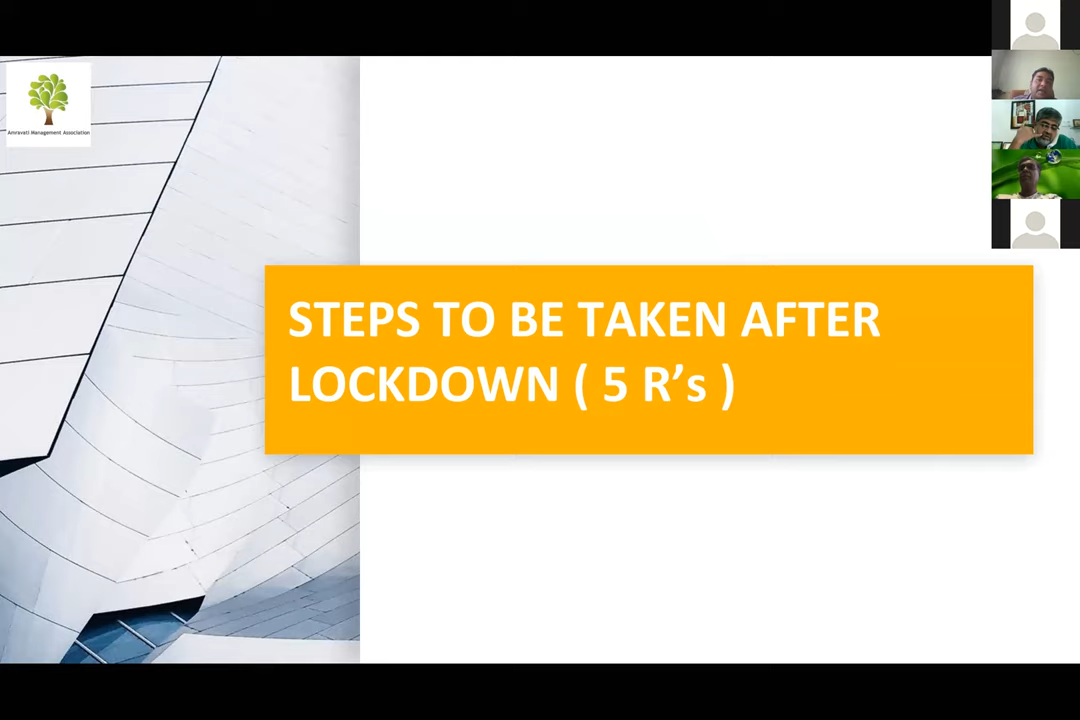 Amravati Management Association
STEPS TO BE TAKEN AFTER
LOCKDOWN ( 5 R’s )